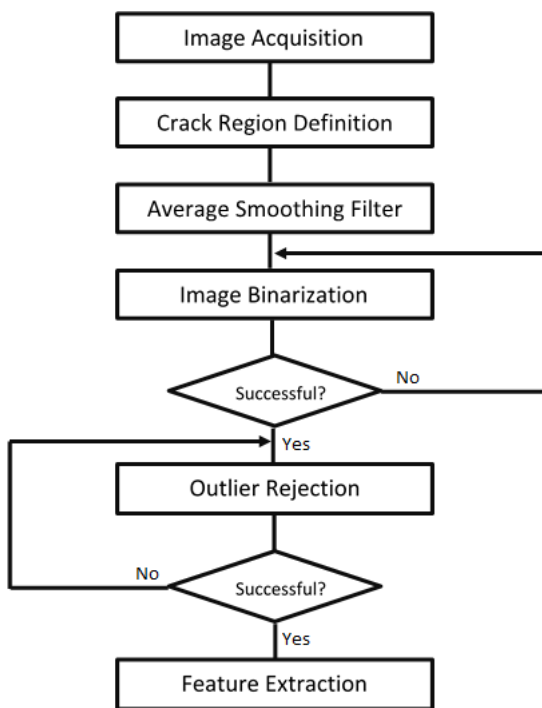 Image Acquisition
Crack Region Definition
Average Smoothing Filter
Image Binarization
Successful?
No
Yes
Outlier Rejection
No
Successful?
Yes
Feature Extraction